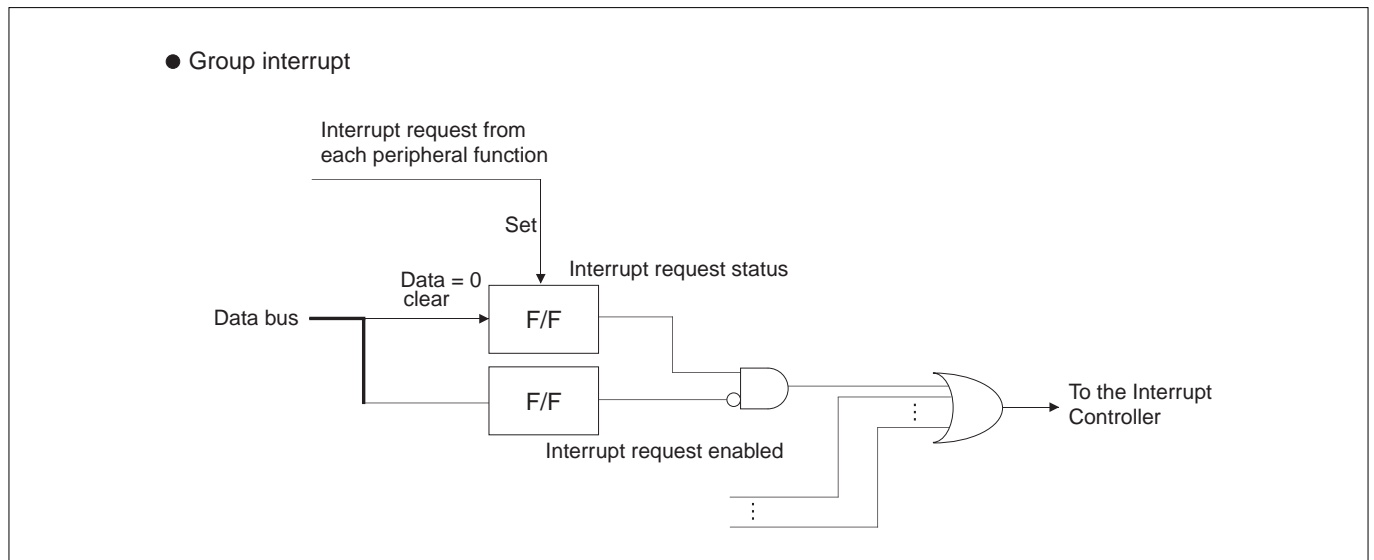 ● Group interrupt
Interrupt request from
each peripheral function
Set
Interrupt request status
Data = 0
clear
Data bus
F/F
F/F
Interrupt request enabled
To the Interrupt
Controller